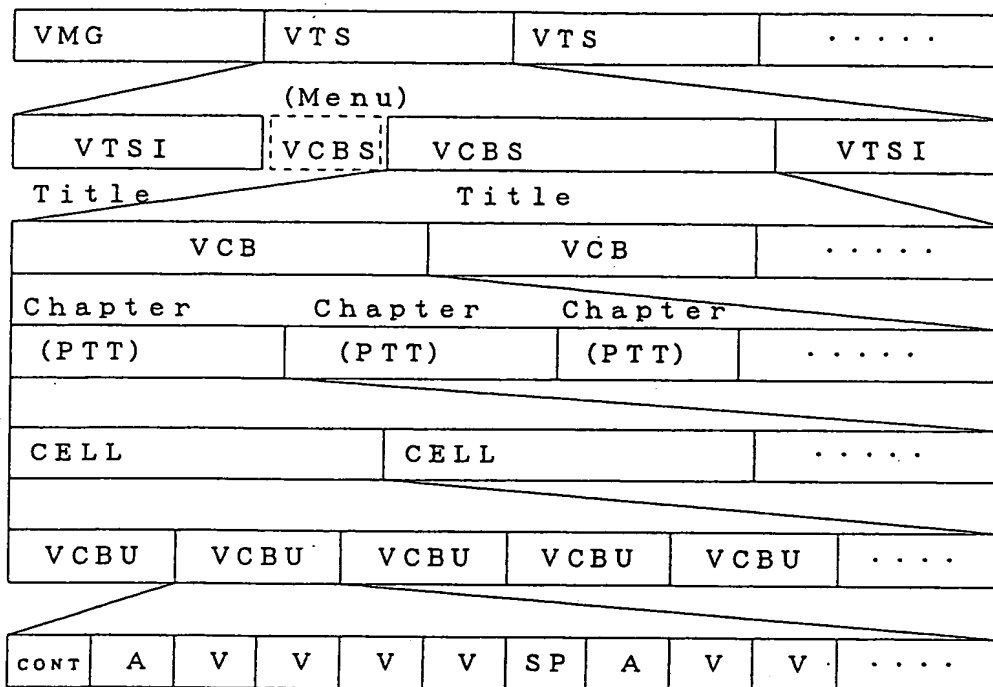 VMG VTS VTS · · · · ·
(Menu)
VTSI VCBS VCBS VTSI
Title Title
VCB VCB · · · · ·
Chapter Chapter Chapter
(PTT) (PTT) (PTT) · · · · ·
CELL CELL · · · · ·
VCBU VCBU VCBU VCBU VCBU · · · ·
CONT A V V V V SP A V V · · · ·